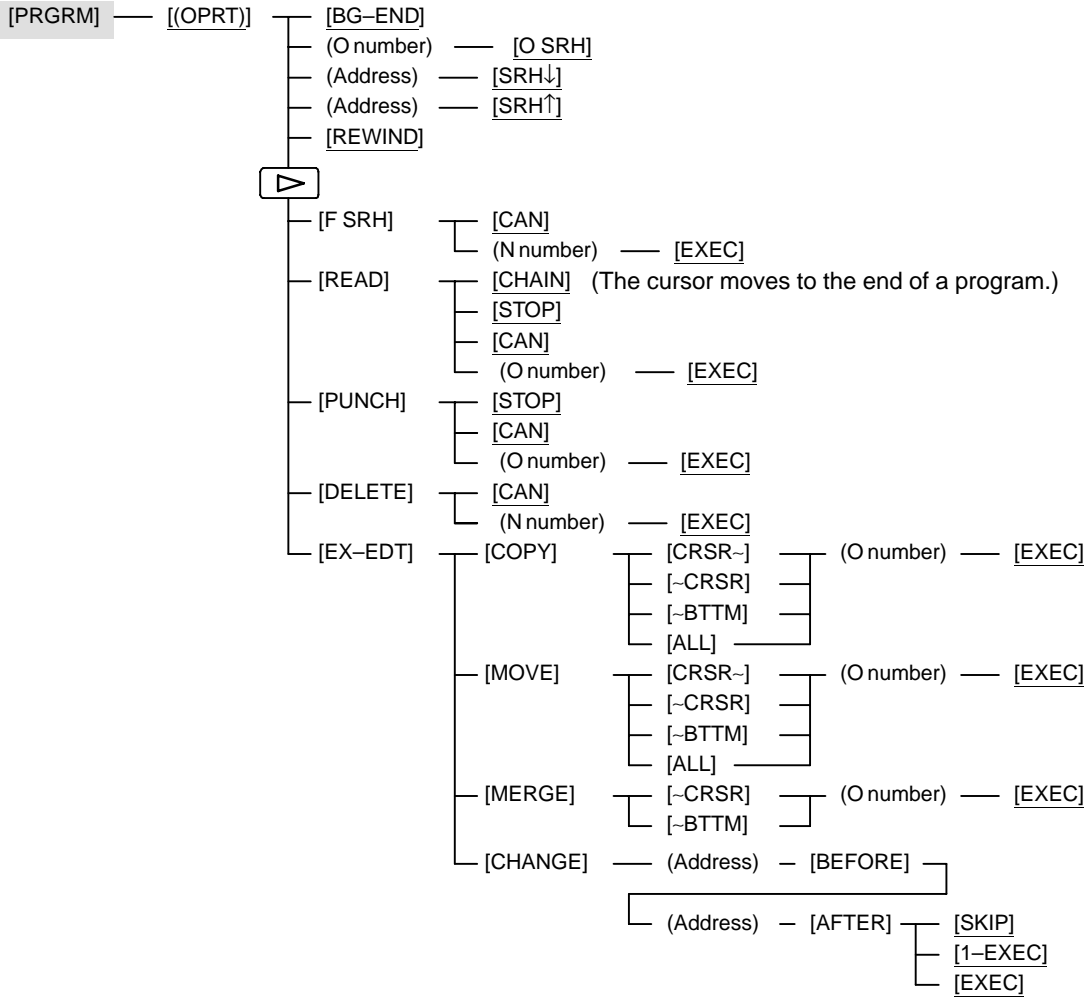 [PRGRM] [(OPRT)] [BG–END]
(O number) [O SRH]
(Address) [SRH↓]
(Address) [SRH↑]
[REWIND]
[F SRH] [CAN]
(N number) [EXEC]
[READ] [CHAIN] (The cursor moves to the end of a program.)
[STOP]
[CAN]
(O number) [EXEC]
[PUNCH] [STOP]
[CAN]
(O number) [EXEC]
[DELETE] [CAN]
(N number) [EXEC]
[EX–EDT] [COPY] [CRSR~] (O number) [EXEC]
[~CRSR]
[~BTTM]
[ALL]
[MOVE] [CRSR~] (O number) [EXEC]
[~CRSR]
[~BTTM]
[ALL]
[MERGE] [~CRSR] (O number) [EXEC]
[~BTTM]
[CHANGE] (Address) [BEFORE]
(Address) [AFTER] [SKIP]
[1–EXEC]
[EXEC]